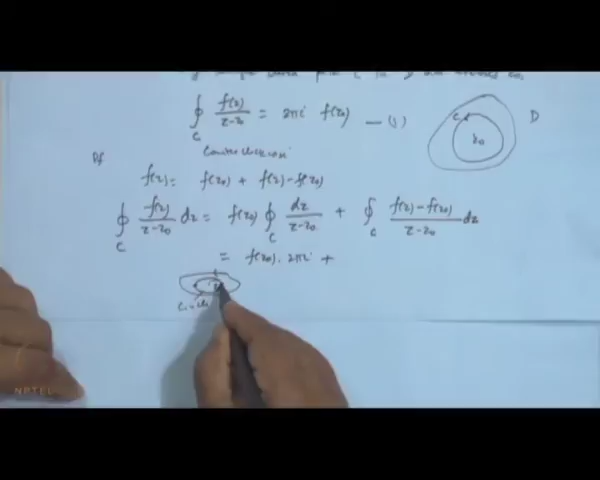 ∮_C f(z)/(z-z0) = 2πi f(z0) — (1)
C z0 D
Counterclockwise
Pf
f(z) = f(z0) + f(z) - f(z0)
∮_C f(z)/(z-z0) dz = f(z0) ∮_C dz/(z-z0) + ∮_C (f(z) - f(z0))/(z-z0) dz
= f(z0) . 2πi +
NPTEL